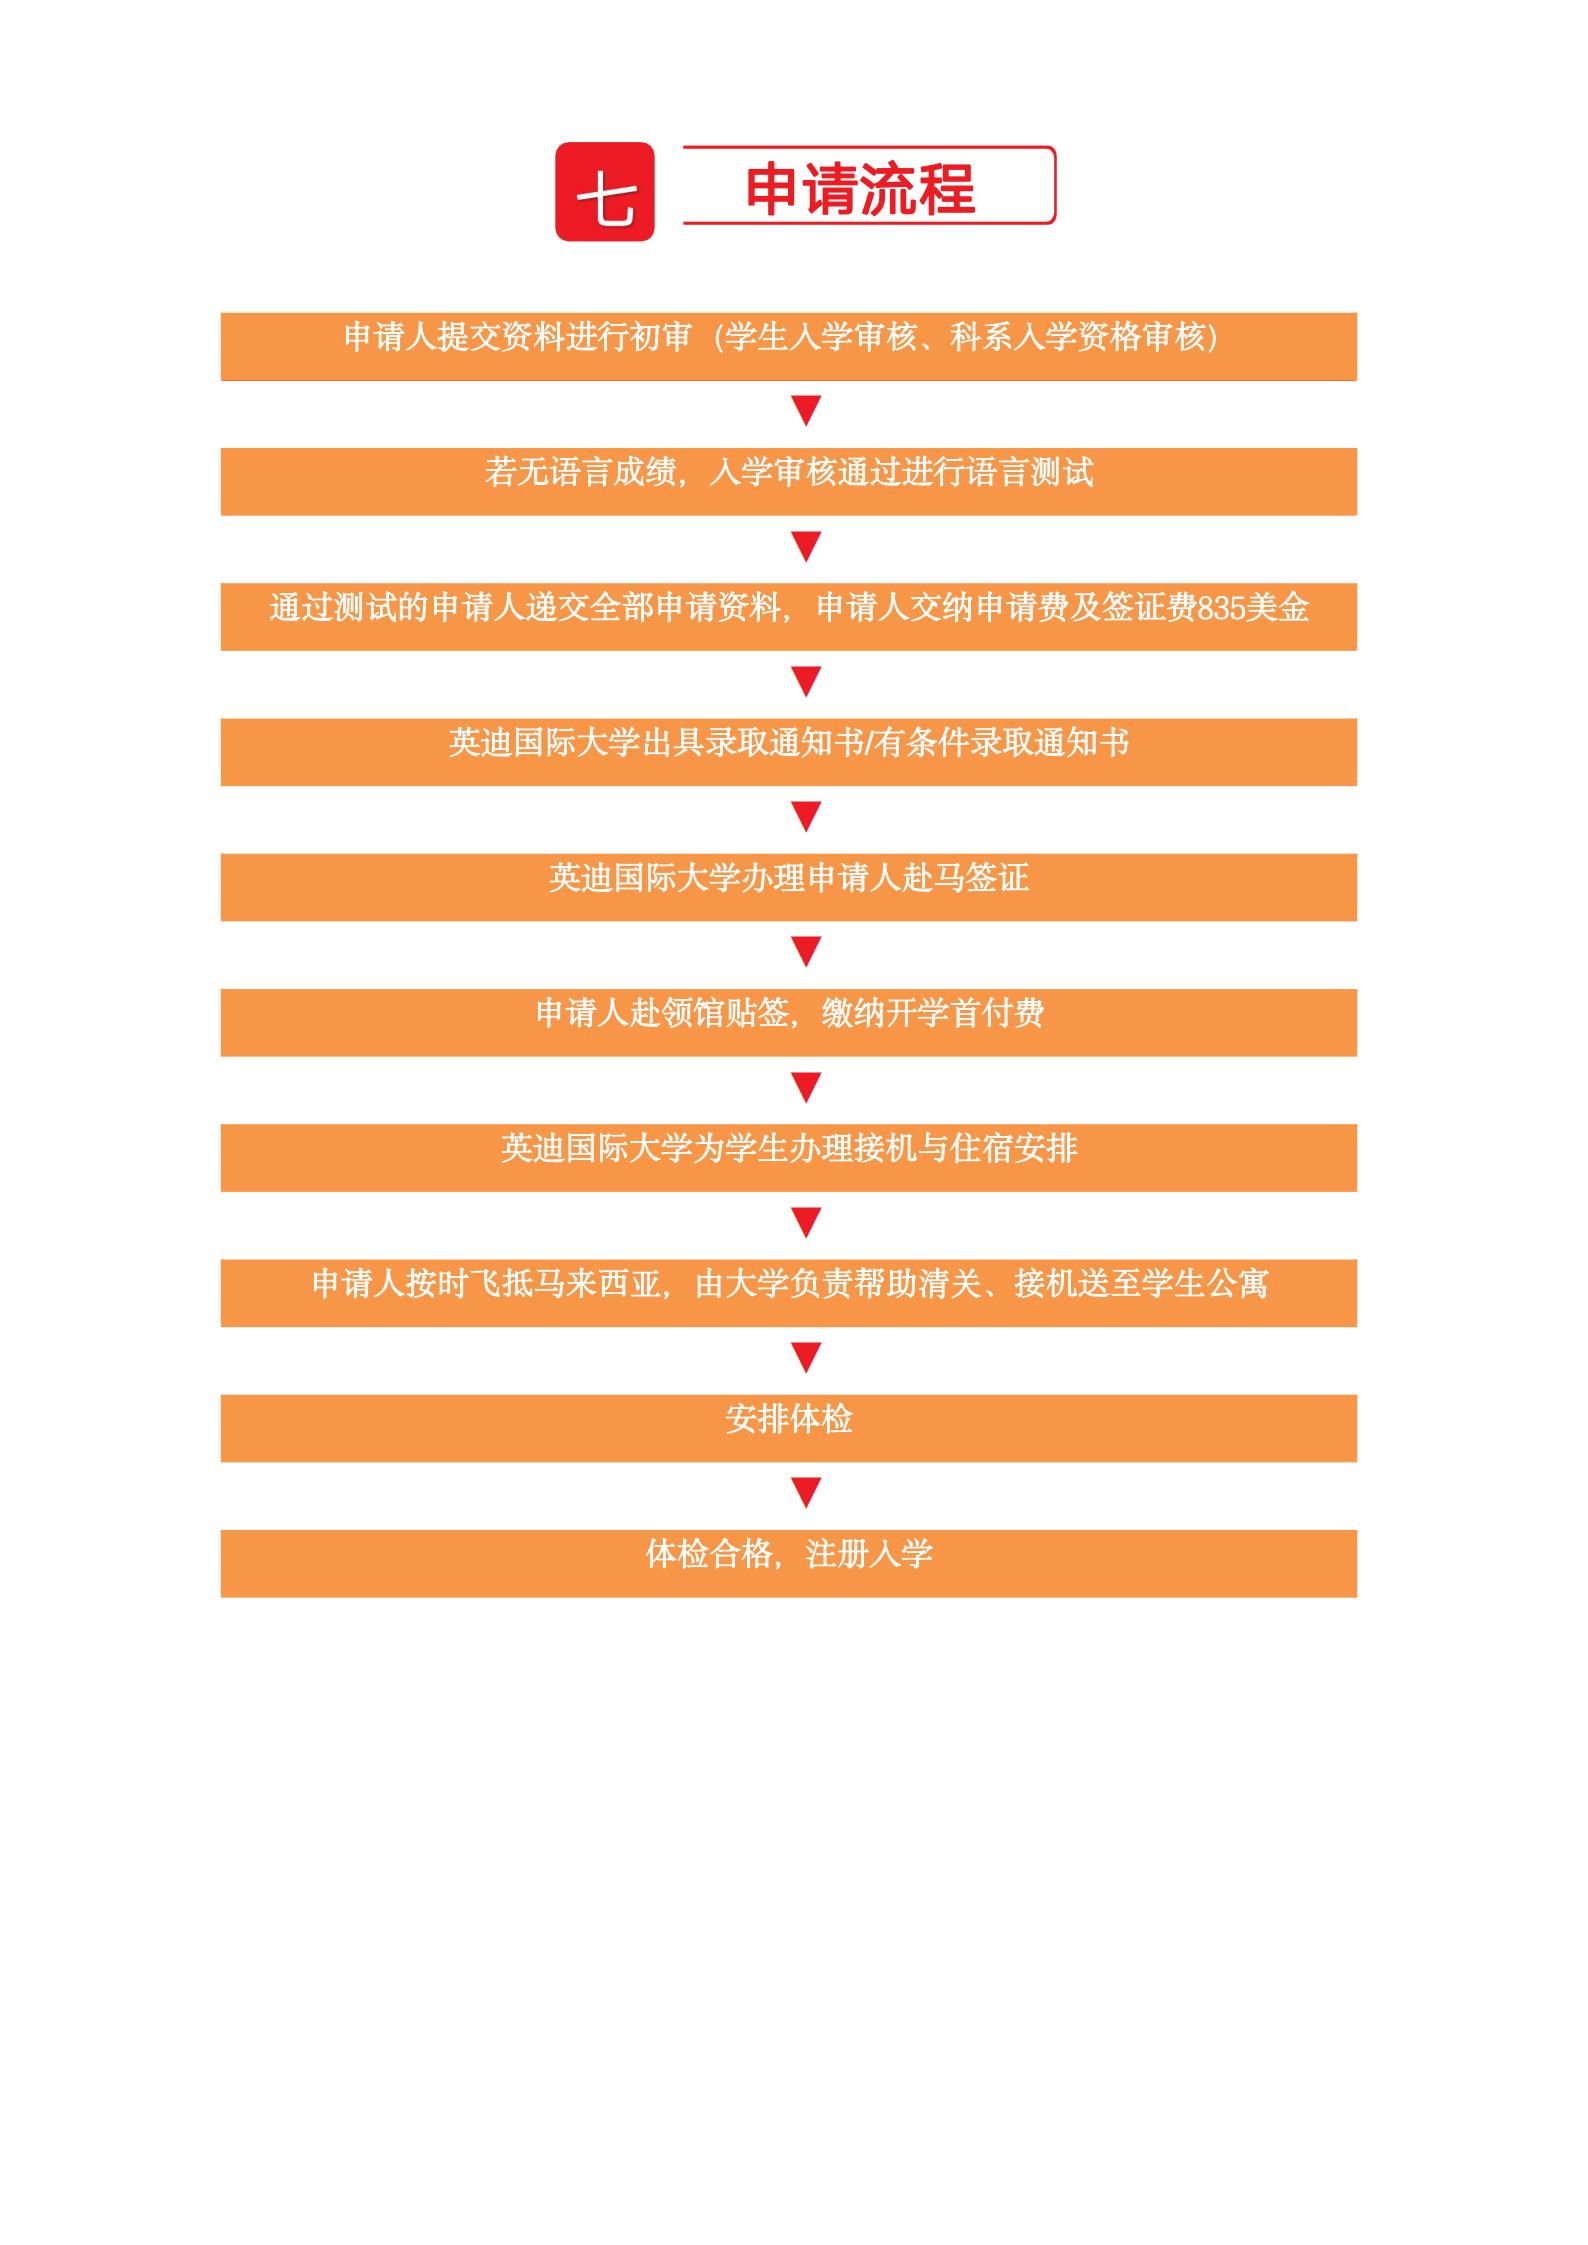 七
申请流程
申请人提交资料进行初审（学生入学审核、科系入学资格审核）
若无语言成绩，入学审核通过进行语言测试
通过测试的申请人递交全部申请资料，申请人交纳申请费及签证费835美金
英迪国际大学出具录取通知书/有条件录取通知书
英迪国际大学办理申请人赴马签证
申请人赴领馆贴签，缴纳开学首付费
英迪国际大学为学生办理接机与住宿安排
申请人按时飞抵马来西亚，由大学负责帮助清关、接机送至学生公寓
安排体检
体检合格，注册入学